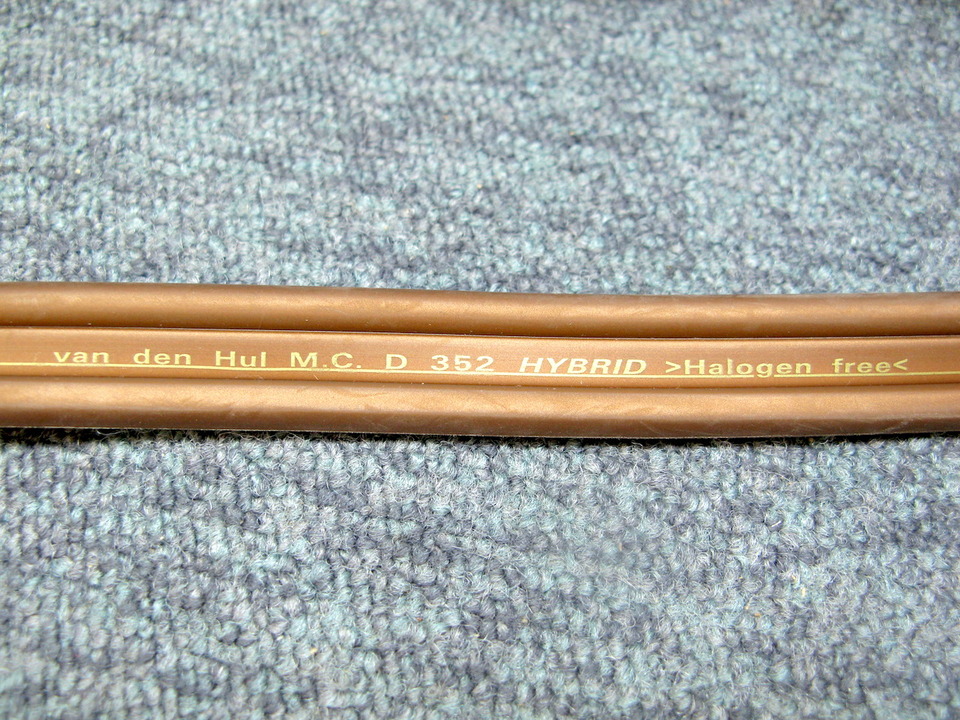 van den Hul M.C. D 352 HYBRID >Halogen free<